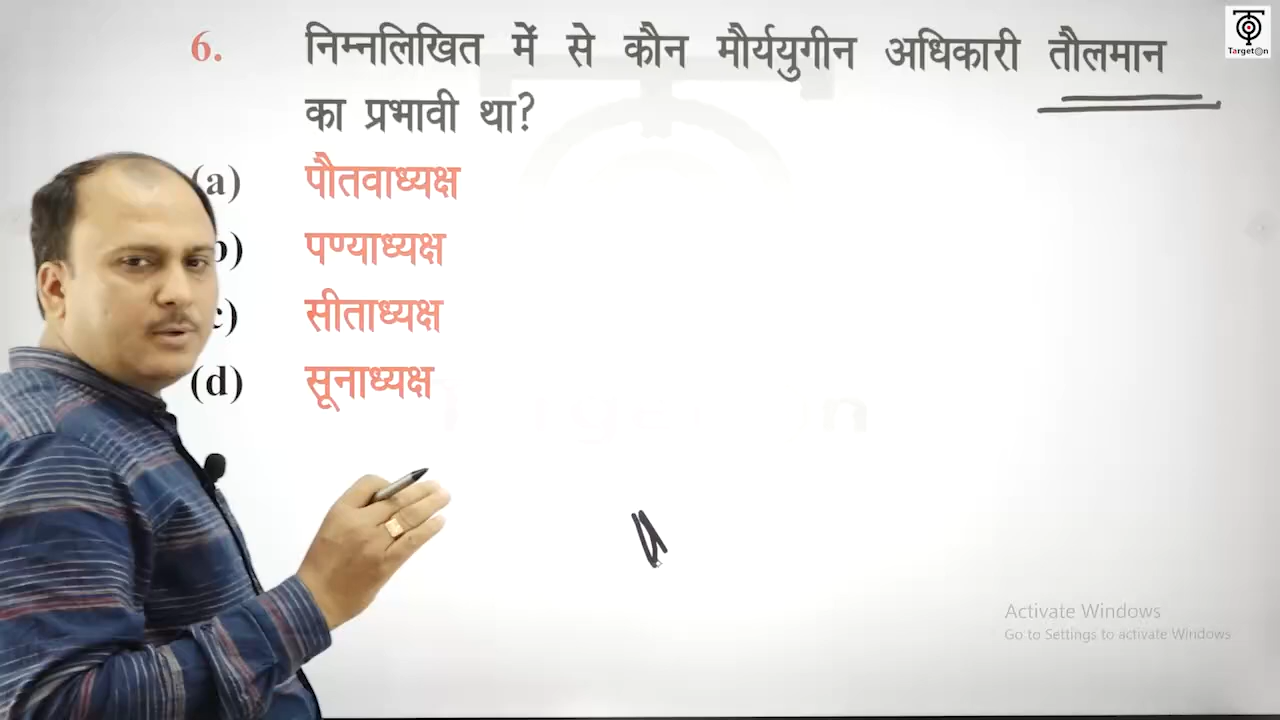 6. निम्नलिखित में से कौन मौर्ययुगीन अधिकारी तौलमान
का प्रभावी था?
(a) पौतवाध्यक्ष
b) पण्याध्यक्ष
c) सीताध्यक्ष
(d) सूनाध्यक्ष
TargetOn
Activate Windows
Go to Settings to activate Windows